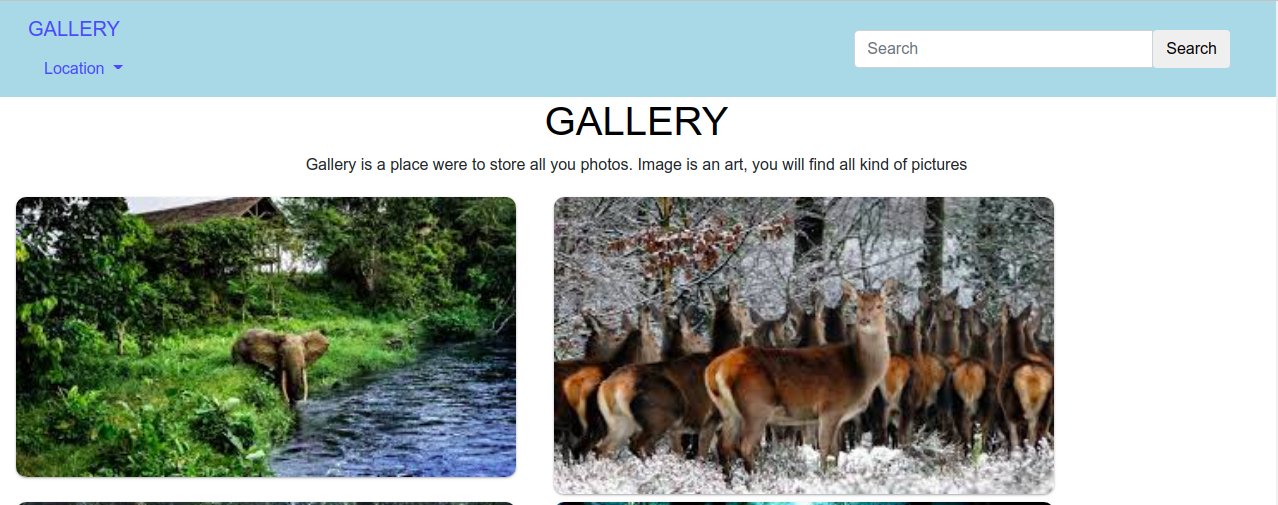 GALLERY
Location
Search
Search
GALLERY
Gallery is a place were to store all you photos. Image is an art, you will find all kind of pictures